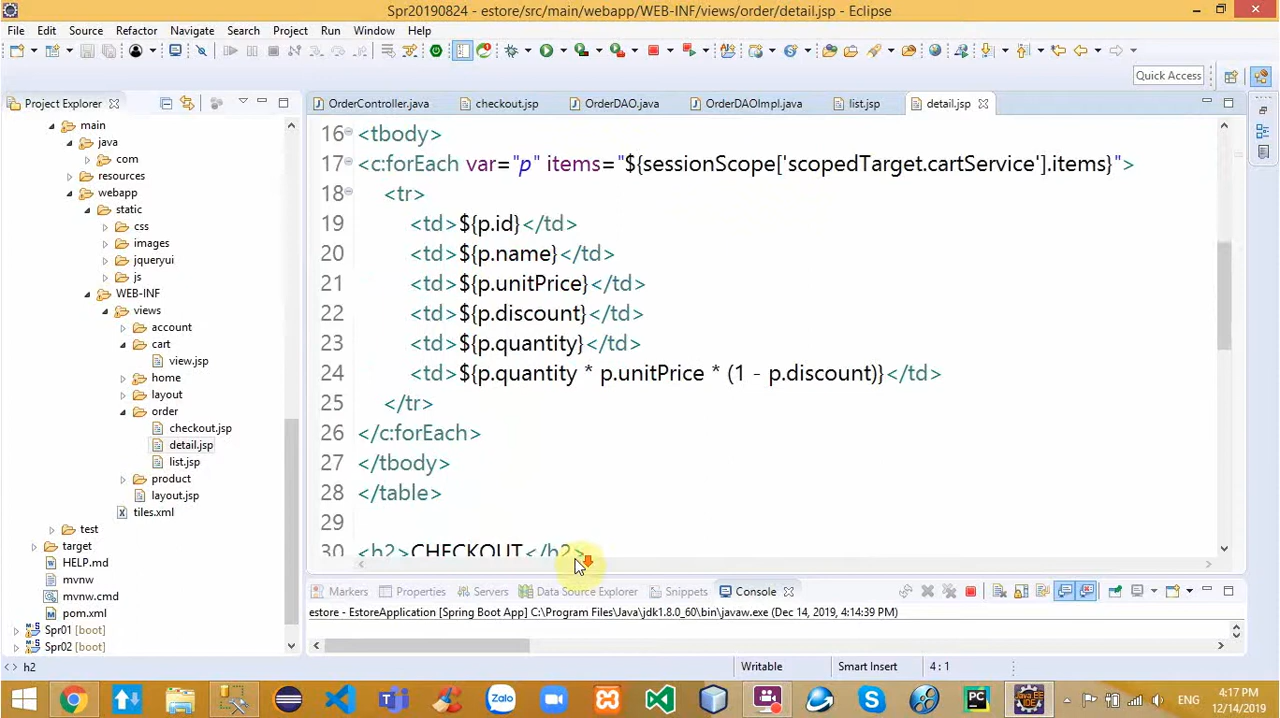 Spr20190824 - estore/src/main/webapp/WEB-INF/views/order/detail.jsp - Eclipse
File Edit Source Refactor Navigate Search Project Run Window Help
Quick Access
Project Explorer
OrderController.java checkout.jsp OrderDAO.java OrderDAOImpl.java list.jsp detail.jsp
main
java
com
resources
webapp
static
css
images
jqueryui
js
WEB-INF
views
account
cart
view.jsp
home
layout
order
checkout.jsp
detail.jsp
list.jsp
product
layout.jsp
tiles.xml
test
target
HELP.md
mvnw
mvnw.cmd
pom.xml
Spr01 [boot]
Spr02 [boot]
16 <tbody>
17 <c:forEach var="p" items="${sessionScope['scopedTarget.cartService'].items}">
18 <tr>
19 <td>${p.id}</td>
20 <td>${p.name}</td>
21 <td>${p.unitPrice}</td>
22 <td>${p.discount}</td>
23 <td>${p.quantity}</td>
24 <td>${p.quantity * p.unitPrice * (1 - p.discount)}</td>
25 </tr>
26 </c:forEach>
27 </tbody>
28 </table>
29
30 <h2>CHECKOUT</h2>
Markers Properties Servers Data Source Explorer Snippets Console
estore - EstoreApplication [Spring Boot App] C:\Program Files\Java\jdk1.8.0_60\bin\javaw.exe (Dec 14, 2019, 4:14:39 PM)
h2 Writable Smart Insert 4 : 1
Zalo PC Java EE IDE ENG 4:17 PM
12/14/2019